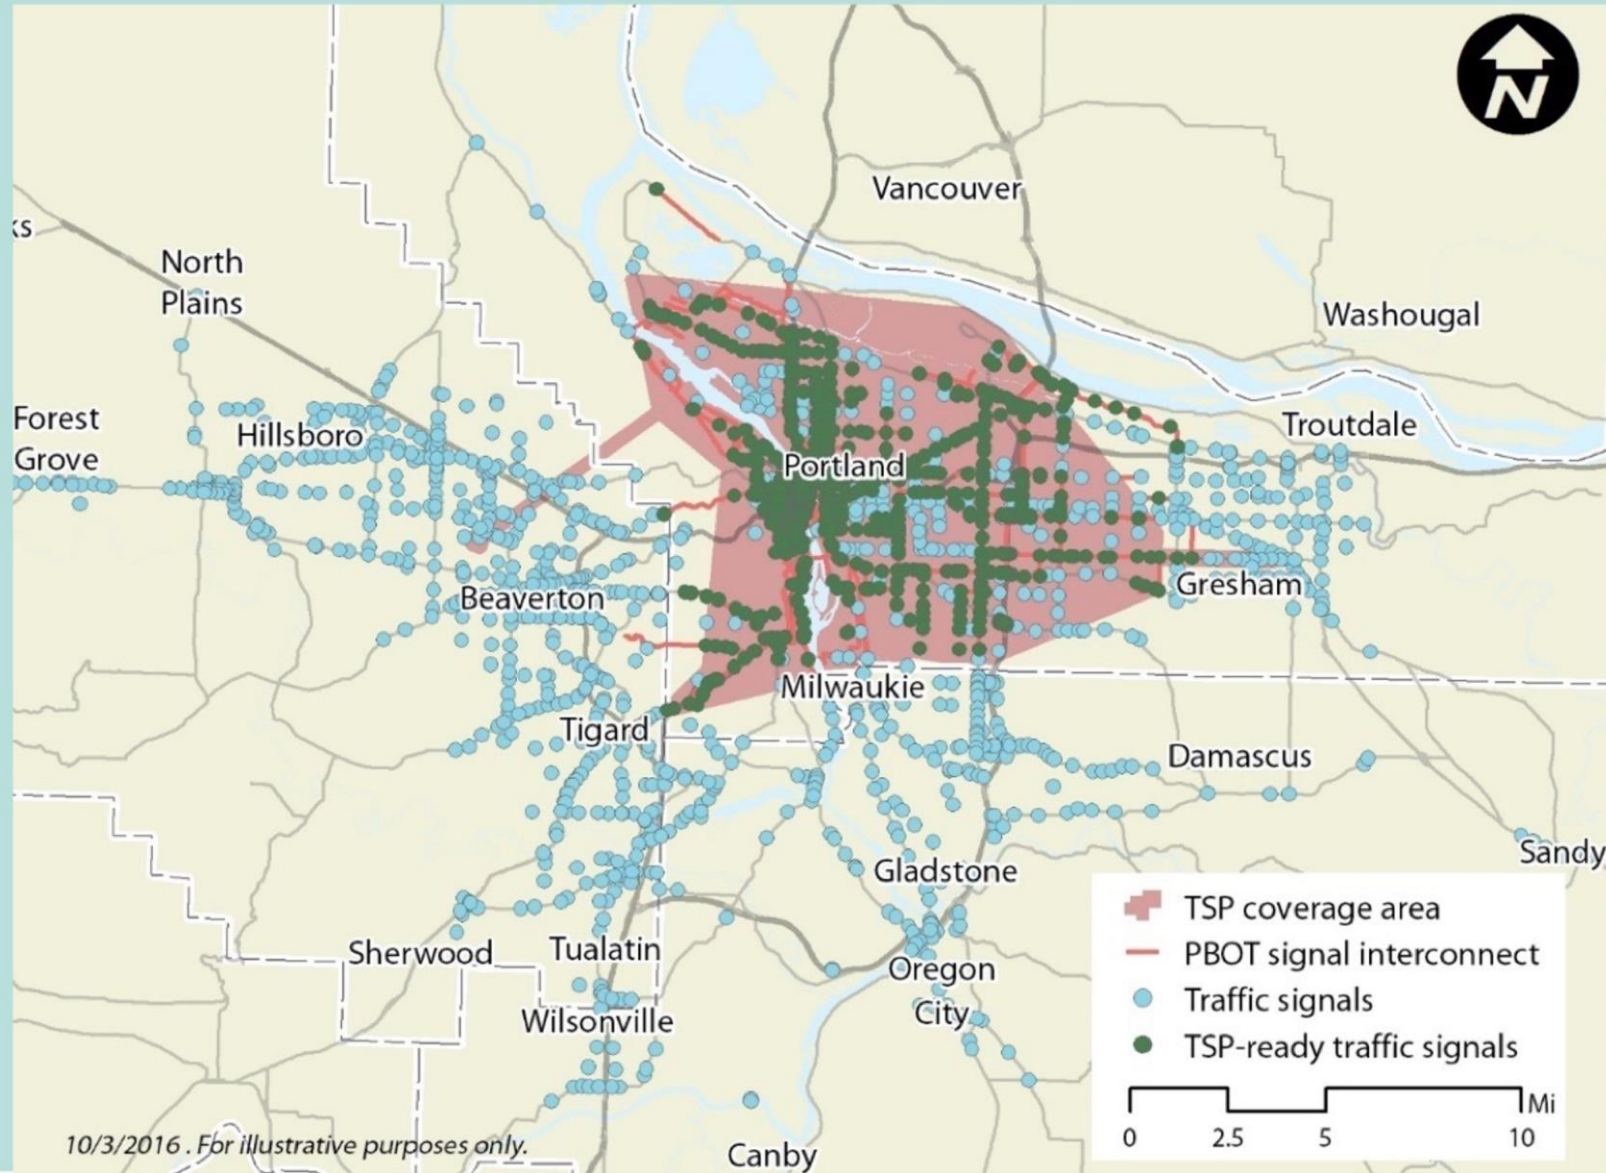 N
Vancouver
ks
North
Plains
Washougal
Forest
Grove
Hillsboro
Troutdale
Portland
Beaverton
Gresham
Milwaukie
Tigard
Damascus
Sandy
Gladstone
Sherwood
Tualatin
Oregon
City
Wilsonville
Canby
TSP coverage area
PBOT signal interconnect
Traffic signals
TSP-ready traffic signals
Mi
0 2.5 5 10
10/3/2016 . For illustrative purposes only.